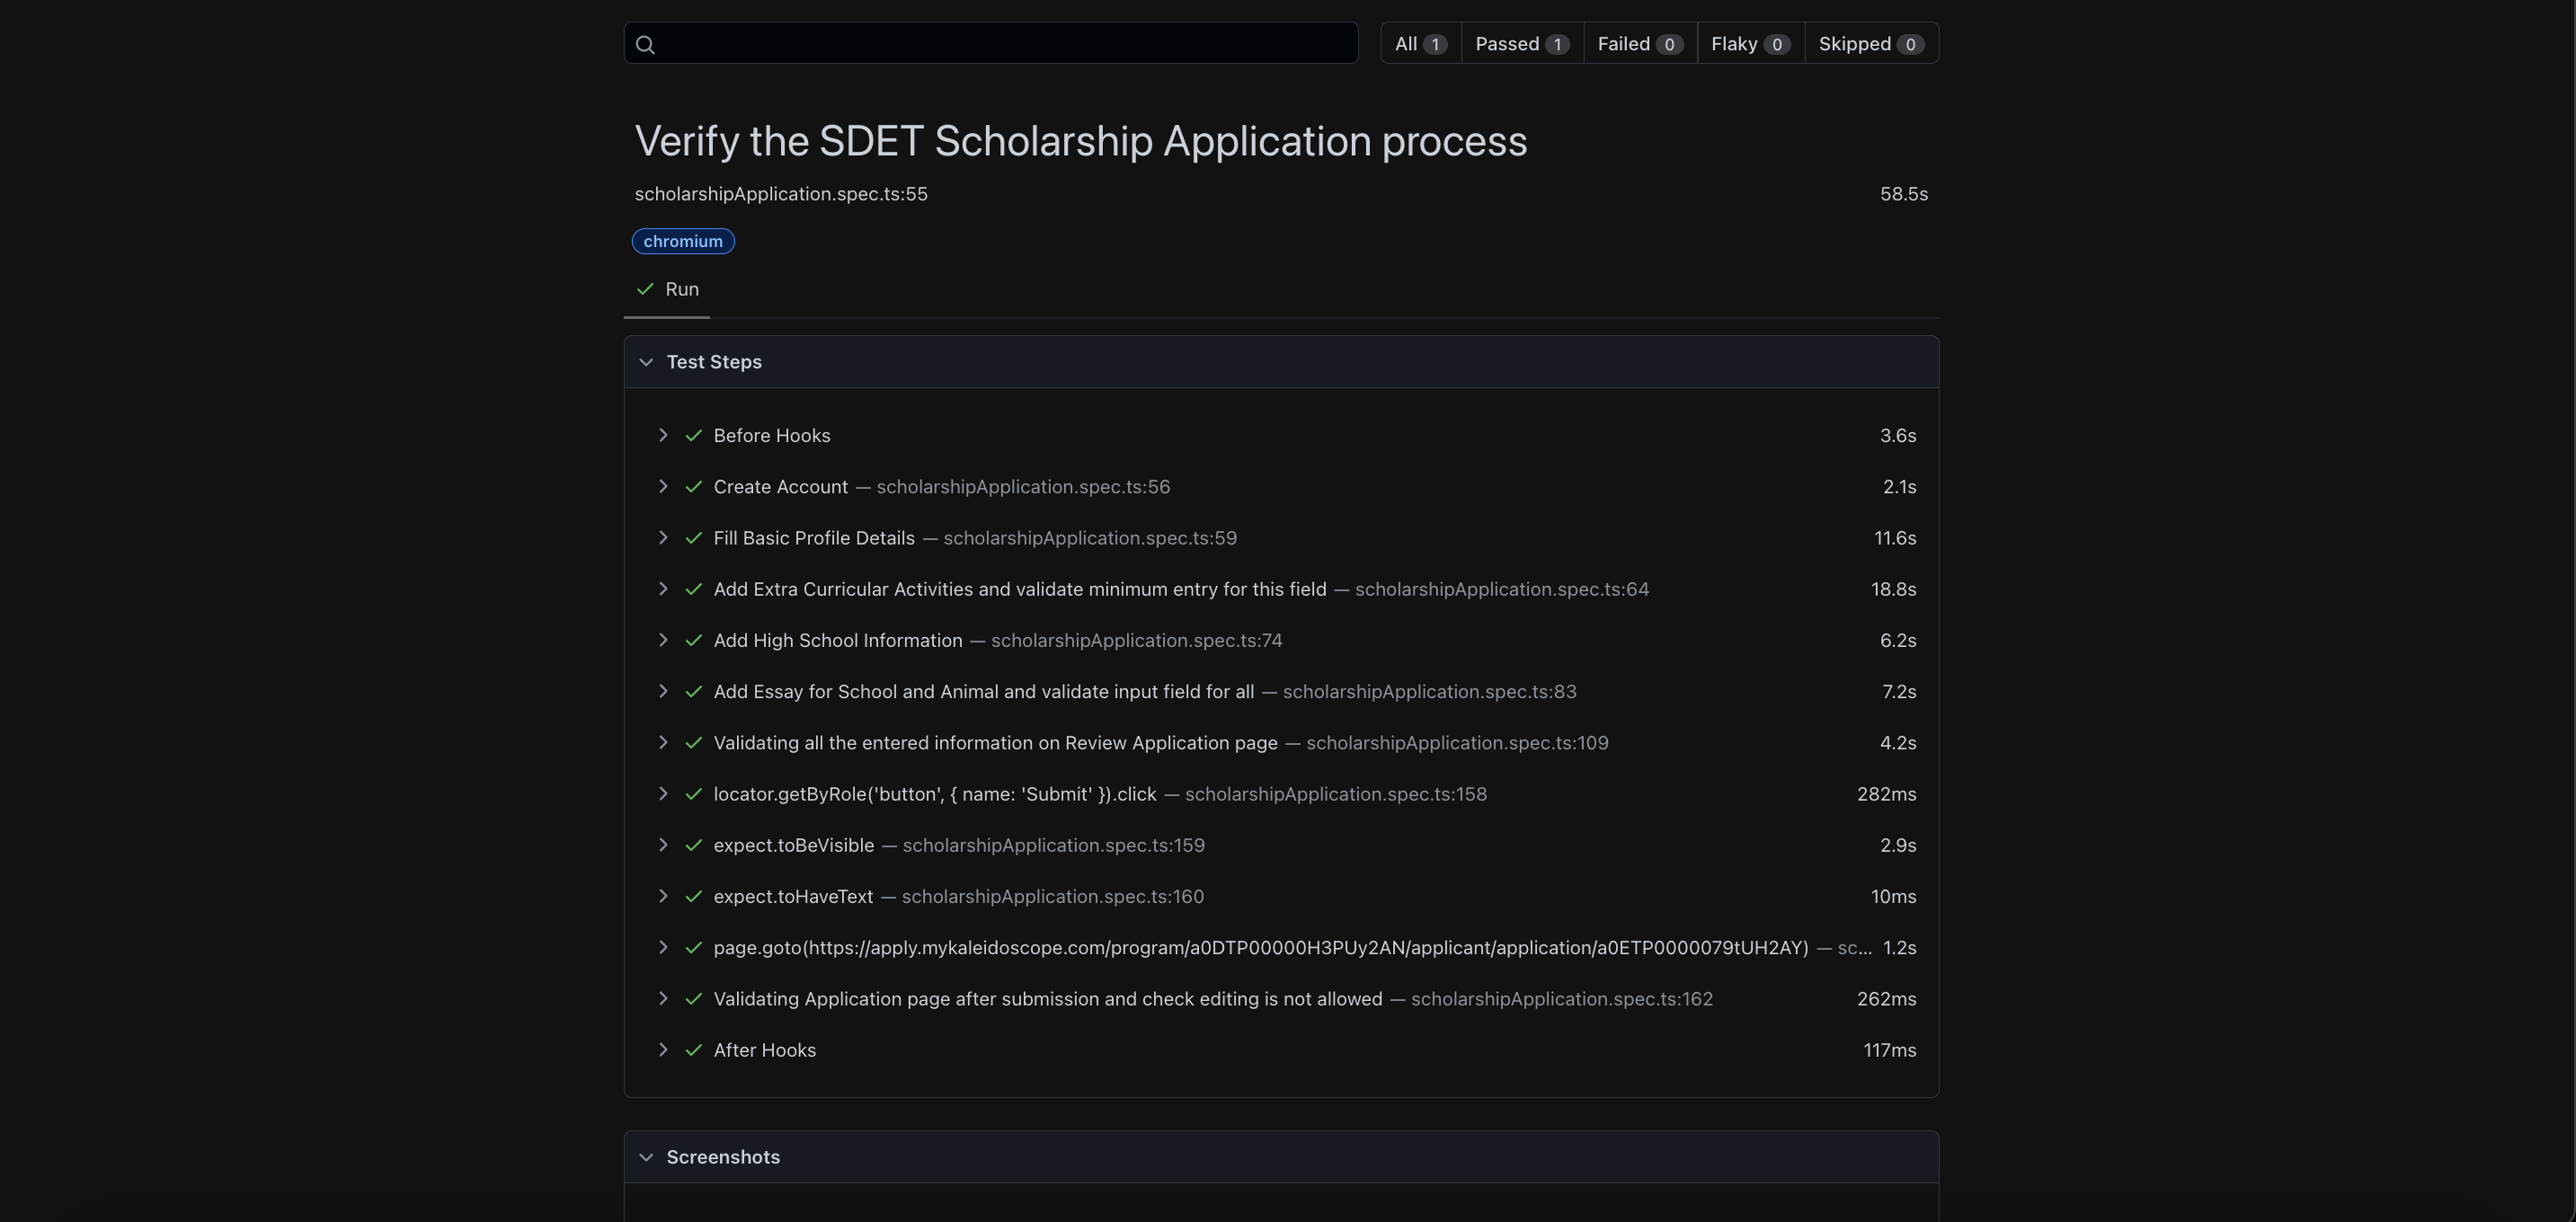 All 1 Passed 1 Failed 0 Flaky 0 Skipped 0
Verify the SDET Scholarship Application process
scholarshipApplication.spec.ts:55 58.5s
chromium
Run
Test Steps
Before Hooks 3.6s
Create Account — scholarshipApplication.spec.ts:56 2.1s
Fill Basic Profile Details — scholarshipApplication.spec.ts:59 11.6s
Add Extra Curricular Activities and validate minimum entry for this field — scholarshipApplication.spec.ts:64 18.8s
Add High School Information — scholarshipApplication.spec.ts:74 6.2s
Add Essay for School and Animal and validate input field for all — scholarshipApplication.spec.ts:83 7.2s
Validating all the entered information on Review Application page — scholarshipApplication.spec.ts:109 4.2s
locator.getByRole('button', { name: 'Submit' }).click — scholarshipApplication.spec.ts:158 282ms
expect.toBeVisible — scholarshipApplication.spec.ts:159 2.9s
expect.toHaveText — scholarshipApplication.spec.ts:160 10ms
page.goto(https://apply.mykaleidoscope.com/program/a0DTP00000H3PUy2AN/applicant/application/a0ETP0000079tUH2AY) — sc... 1.2s
Validating Application page after submission and check editing is not allowed — scholarshipApplication.spec.ts:162 262ms
After Hooks 117ms
Screenshots